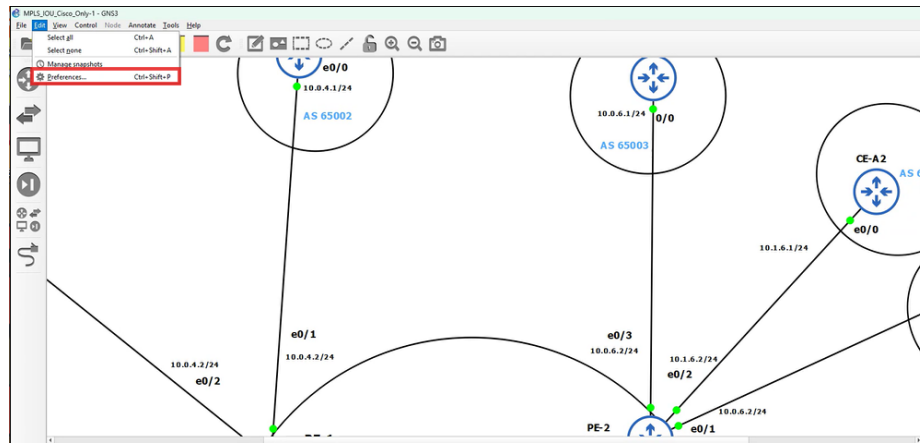 MPLS_IOU_Cisco_Only-1 - GNS3
File Edit View Control Node Annotate Tools Help
Select all Ctrl+A
Select none Ctrl+Shift+A
Manage snapshots
Preferences... Ctrl+Shift+P
e0/0
10.0.4.1/24
AS 65002
10.0.6.1/24
0/0
AS 65003
CE-A2
AS 6
e0/0
10.1.6.1/24
e0/1
10.0.4.2/24
10.0.4.2/24
e0/2
e0/3
10.0.6.2/24
10.1.6.2/24
e0/2
10.0.6.2/24
PE-2
e0/1